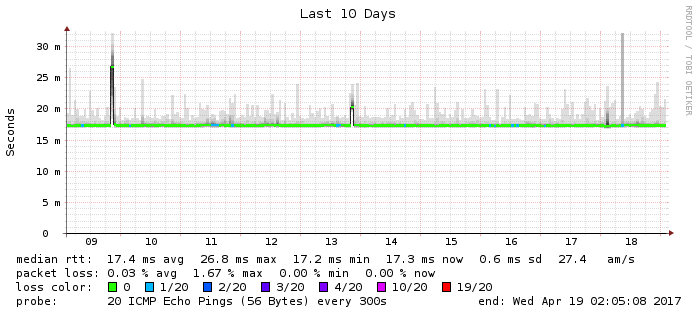 Last 10 Days
RRDTOOL / TOBI OETIKER
Seconds
30 m
25 m
20 m
15 m
10 m
5 m
0
09 10 11 12 13 14 15 16 17 18
median rtt: 17.4 ms avg 26.8 ms max 17.2 ms min 17.3 ms now 0.6 ms sd 27.4 am/s
packet loss: 0.03 % avg 1.67 % max 0.00 % min 0.00 % now
loss color: 0 1/20 2/20 3/20 4/20 10/20 19/20
probe: 20 ICMP Echo Pings (56 Bytes) every 300s end: Wed Apr 19 02:05:08 2017